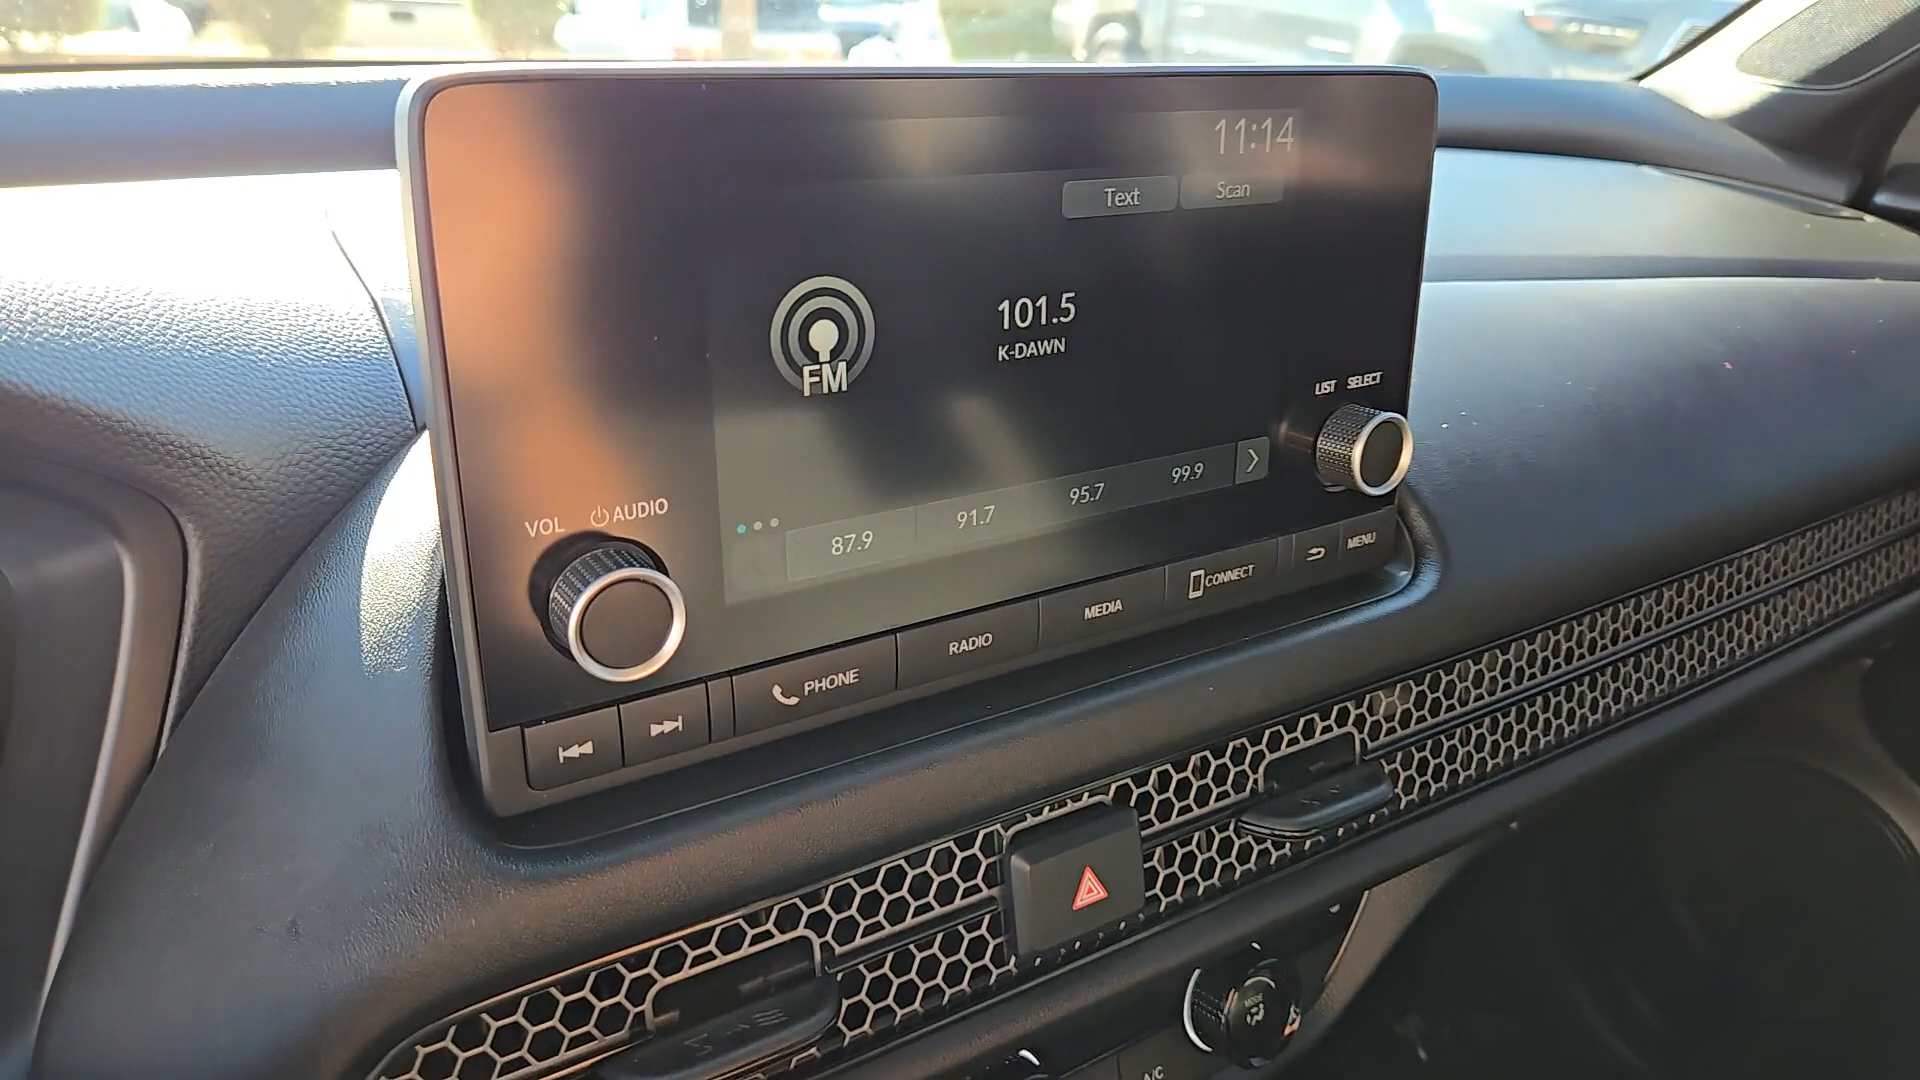 11:14
Text Scan
101.5
K-DAWN
FM
LIST SELECT
87.9 91.7 95.7 99.9
VOL AUDIO
PHONE RADIO MEDIA CONNECT MENU
MODE
A/C